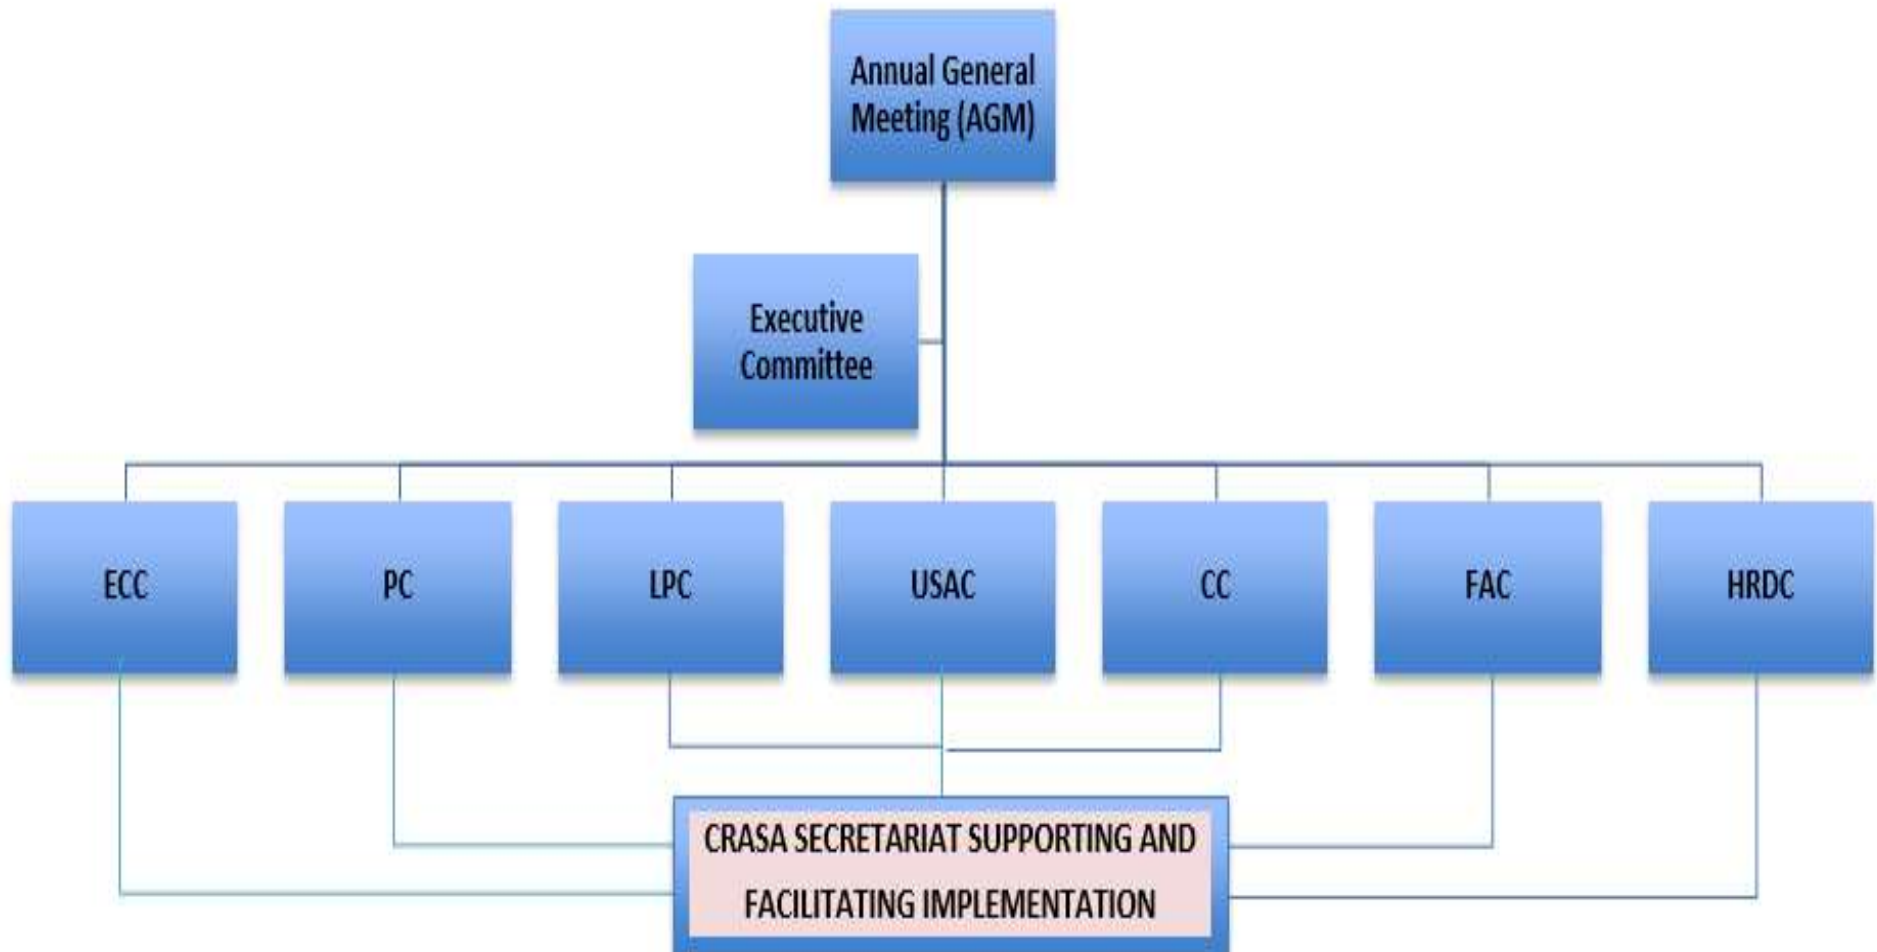 Annual General
Meeting (AGM)
Executive
Committee
ECC
PC
LPC
USAC
CC
FAC
HRDC
CRASA SECRETARIAT SUPPORTING AND
FACILITATING IMPLEMENTATION